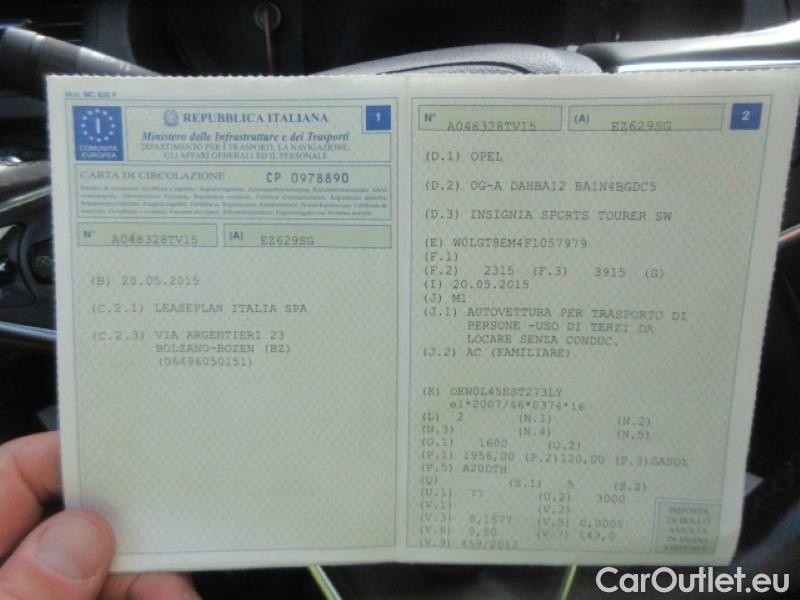 Mod. MC 820 F
COMUNITÀ
EUROPEA
REPUBBLICA ITALIANA
1
Ministero delle Infrastrutture e dei Trasporti
DIPARTIMENTO PER I TRASPORTI, LA NAVIGAZIONE,
GLI AFFARI GENERALI ED IL PERSONALE
CARTA DI CIRCOLAZIONE CP 0978890
N° A048328TV15 (A) EZ629SG
(B) 20.05.2015
(C.2.1) LEASEPLAN ITALIA SPA
(C.2.3) VIA ARGENTIERI 23
BOLZANO-BOZEN (BZ)
(06496050151)
N° A048328TV15 (A) EZ629SG 2
(D.1) OPEL
(D.2) 0G-A DAHBA12 BA1N4BGDC5
(D.3) INSIGNIA SPORTS TOURER SW
(E) W0LGT8EM4F1057979
(F.1)
(F.2) 2315 (F.3) 3915 (G)
(I) 20.05.2015
(J) M1
(J.1) AUTOVETTURA PER TRASPORTO DI
PERSONE -USO DI TERZI DA
LOCARE SENZA CONDUC.
(J.2) AC (FAMILIARE)
(K) OEW0L45EST273LY
e1*2007/46*0374*16
(L) 2 (N.1) (N.2)
(N.3) (N.4) (N.5)
(O.1) 1600 (O.2)
(P.1) 1956,00 (P.2)120,00 (P.3)GASOL
(P.5) A20DTH
(Q) (S.1) 5 (S.2)
(U.1) 77 (U.2) 3000
(V.1) (V.2)
(V.3) 0,1577 (V.5) 0,0005
(V.6) 0,50 (V.7) 143,0
(V.9) 459/2012
IMPOSTA
DI BOLLO
ASSOLTA
IN MODO
VIRTUALE
CarOutlet.eu